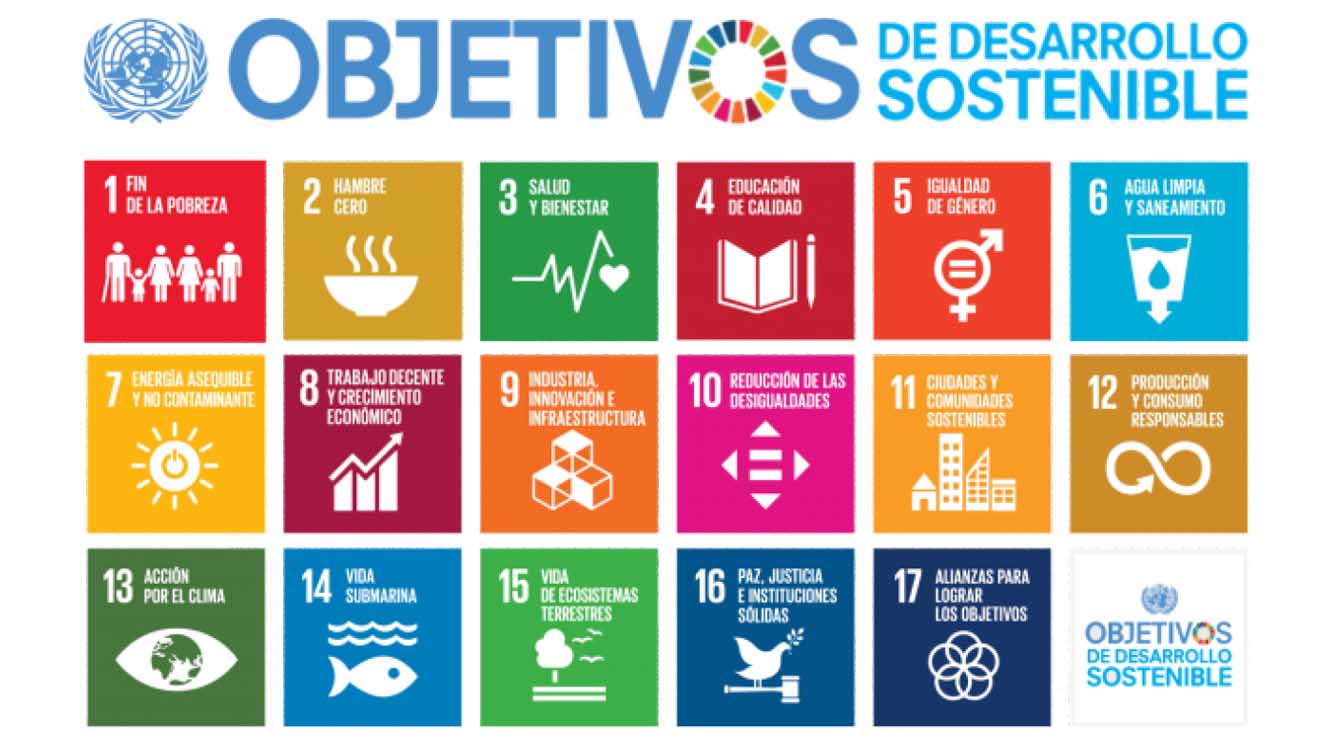 OBJETIVOS
DE DESARROLLO
SOSTENIBLE
1 FIN
DE LA POBREZA
2 HAMBRE
CERO
3 SALUD
Y BIENESTAR
4 EDUCACIÓN
DE CALIDAD
5 IGUALDAD
DE GÉNERO
6 AGUA LIMPIA
Y SANEAMIENTO
7 ENERGÍA ASEQUIBLE
Y NO CONTAMINANTE
8 TRABAJO DECENTE
Y CRECIMIENTO
ECONÓMICO
9 INDUSTRIA,
INNOVACIÓN E
INFRAESTRUCTURA
10 REDUCCIÓN DE LAS
DESIGUALDADES
11 CIUDADES Y
COMUNIDADES
SOSTENIBLES
12 PRODUCCIÓN
Y CONSUMO
RESPONSABLES
13 ACCIÓN
POR EL CLIMA
14 VIDA
SUBMARINA
15 VIDA
DE ECOSISTEMAS
TERRESTRES
16 PAZ, JUSTICIA
E INSTITUCIONES
SÓLIDAS
17 ALIANZAS PARA
LOGRAR
LOS OBJETIVOS
OBJETIVOS
DE DESARROLLO
SOSTENIBLE